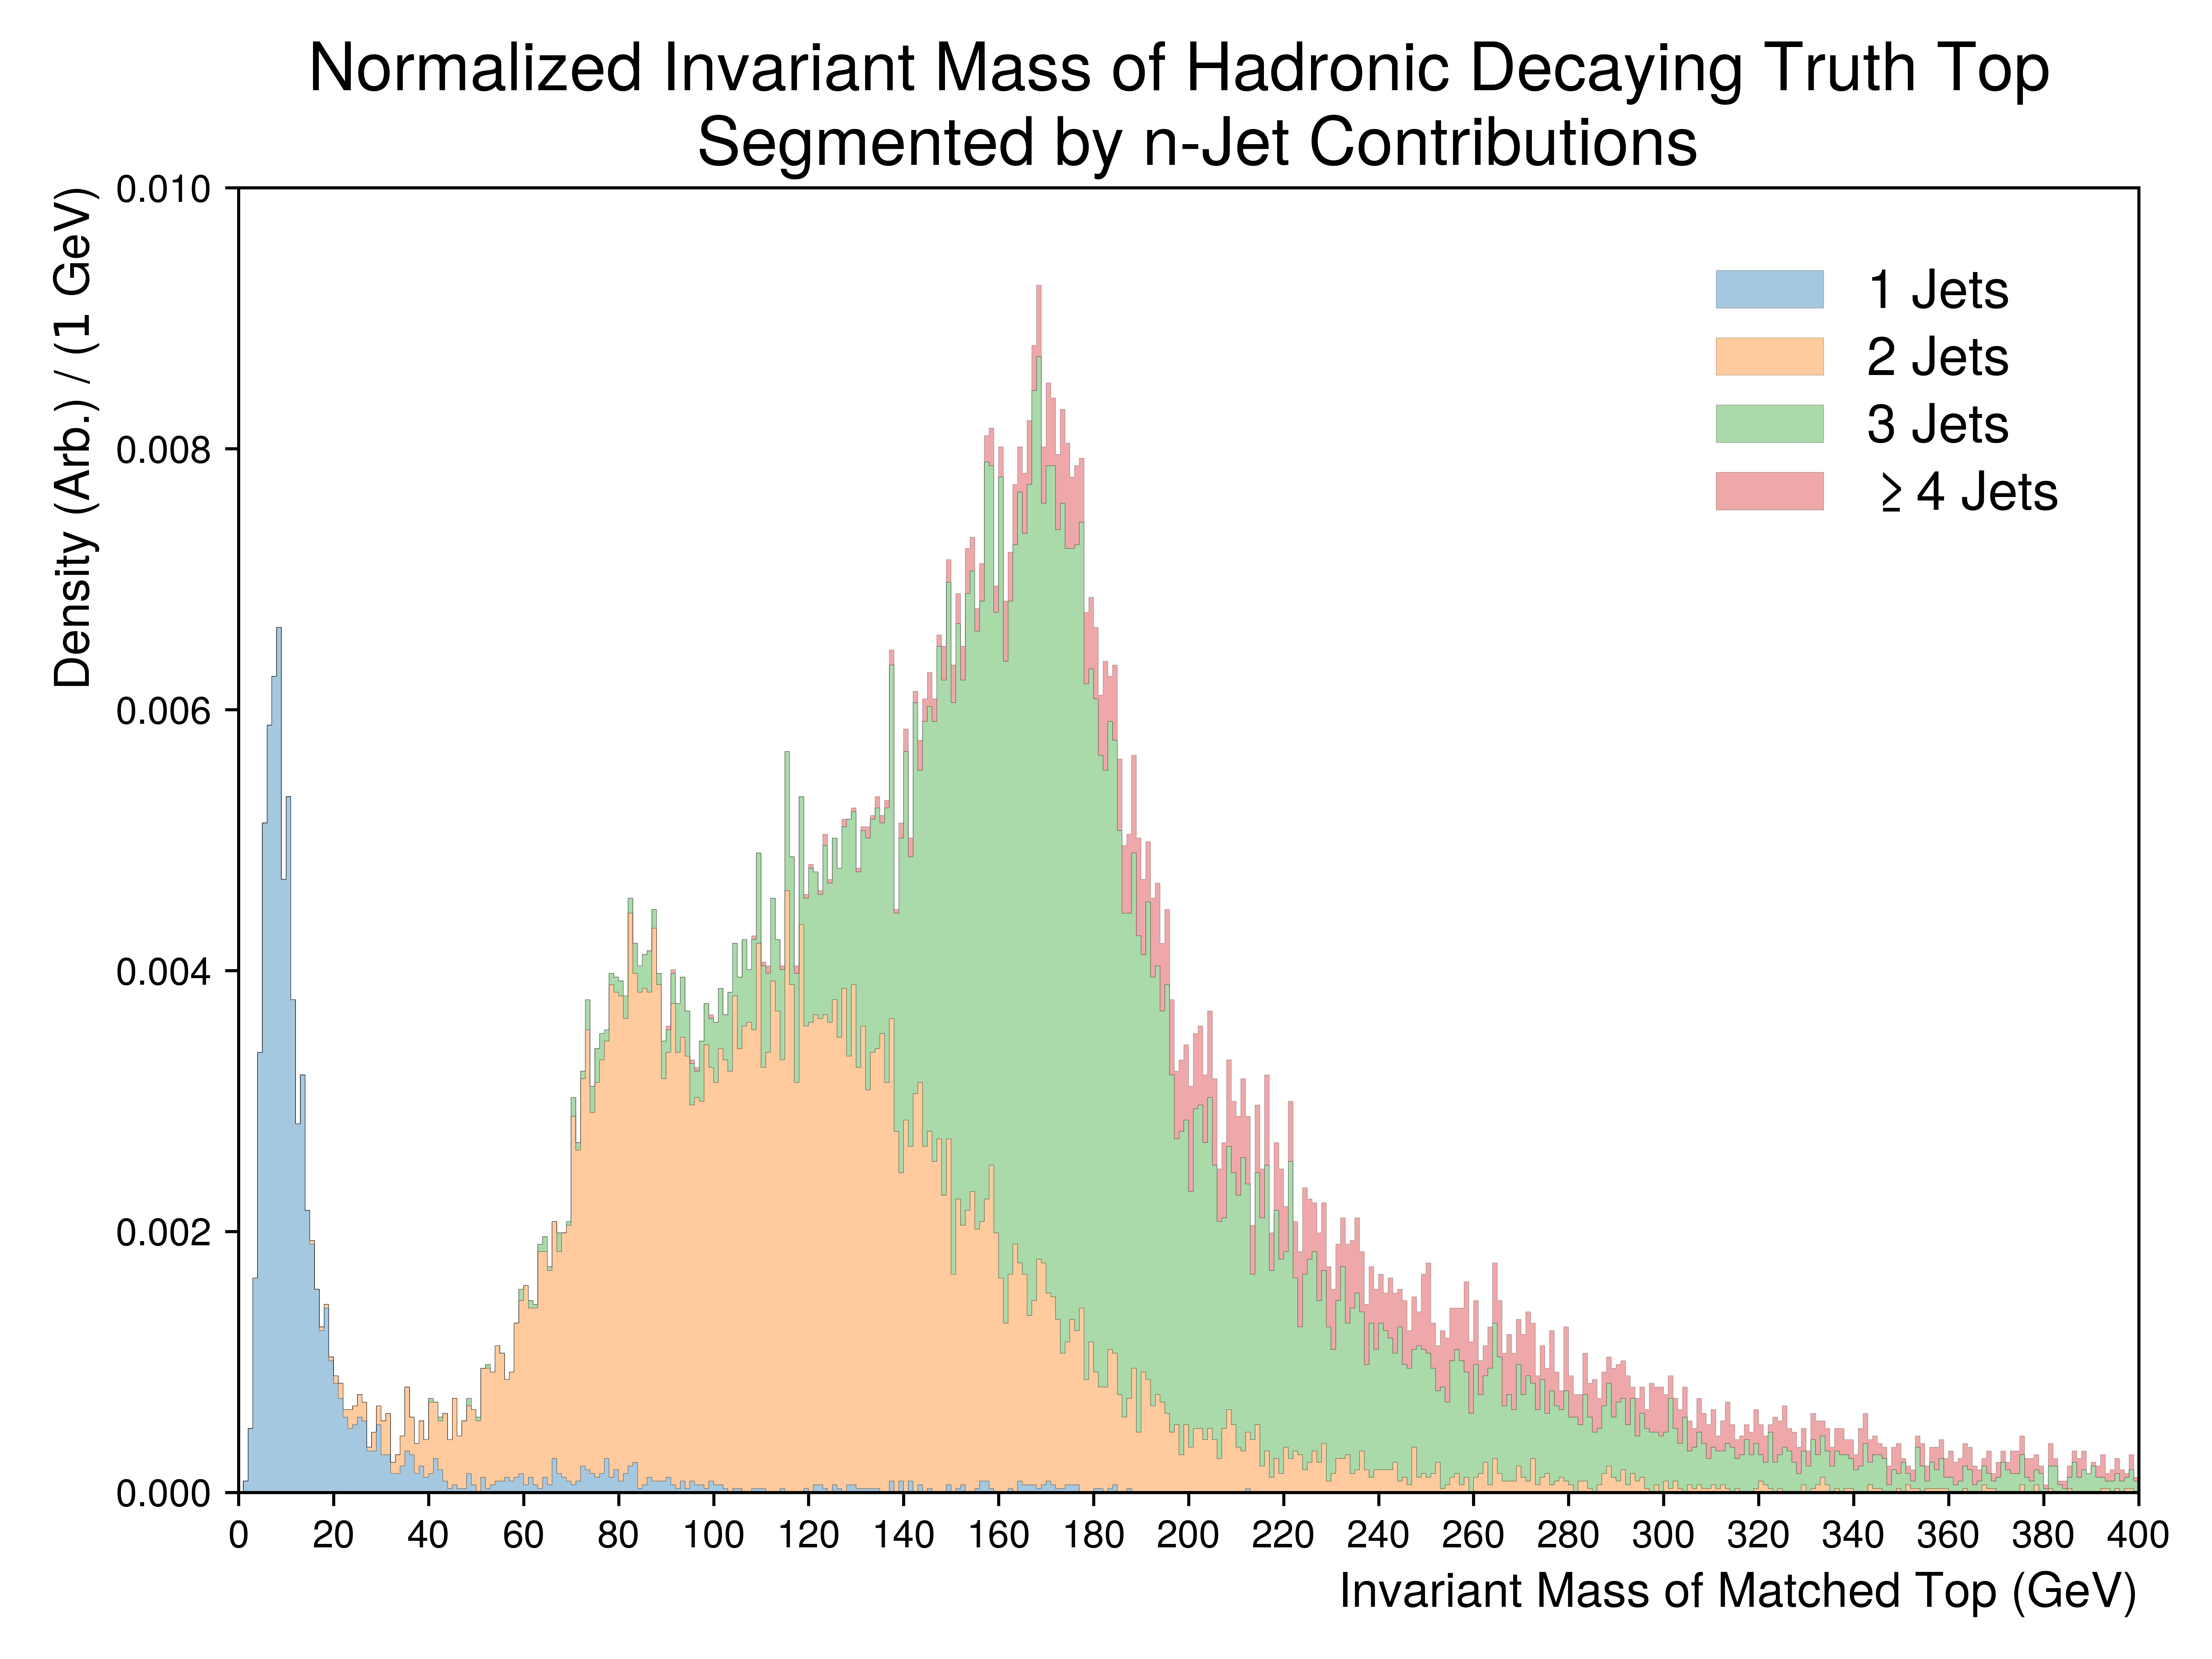 Normalized Invariant Mass of Hadronic Decaying Truth Top
Segmented by n-Jet Contributions
Density (Arb.) / (1 GeV)
0.010
0.008
0.006
0.004
0.002
0.000
1 Jets
2 Jets
3 Jets
≥ 4 Jets
0 20 40 60 80 100 120 140 160 180 200 220 240 260 280 300 320 340 360 380 400
Invariant Mass of Matched Top (GeV)